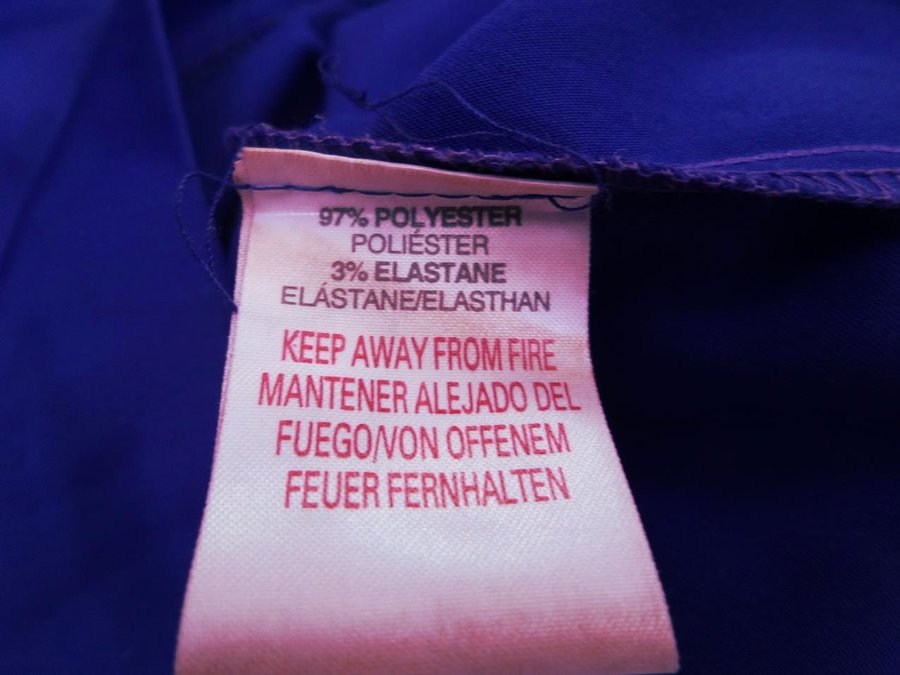 97% POLYESTER
POLIÉSTER
3% ELASTANE
ELÁSTANE/ELASTHAN
KEEP AWAY FROM FIRE
MANTENER ALEJADO DEL
FUEGO/VON OFFENEM
FEUER FERNHALTEN